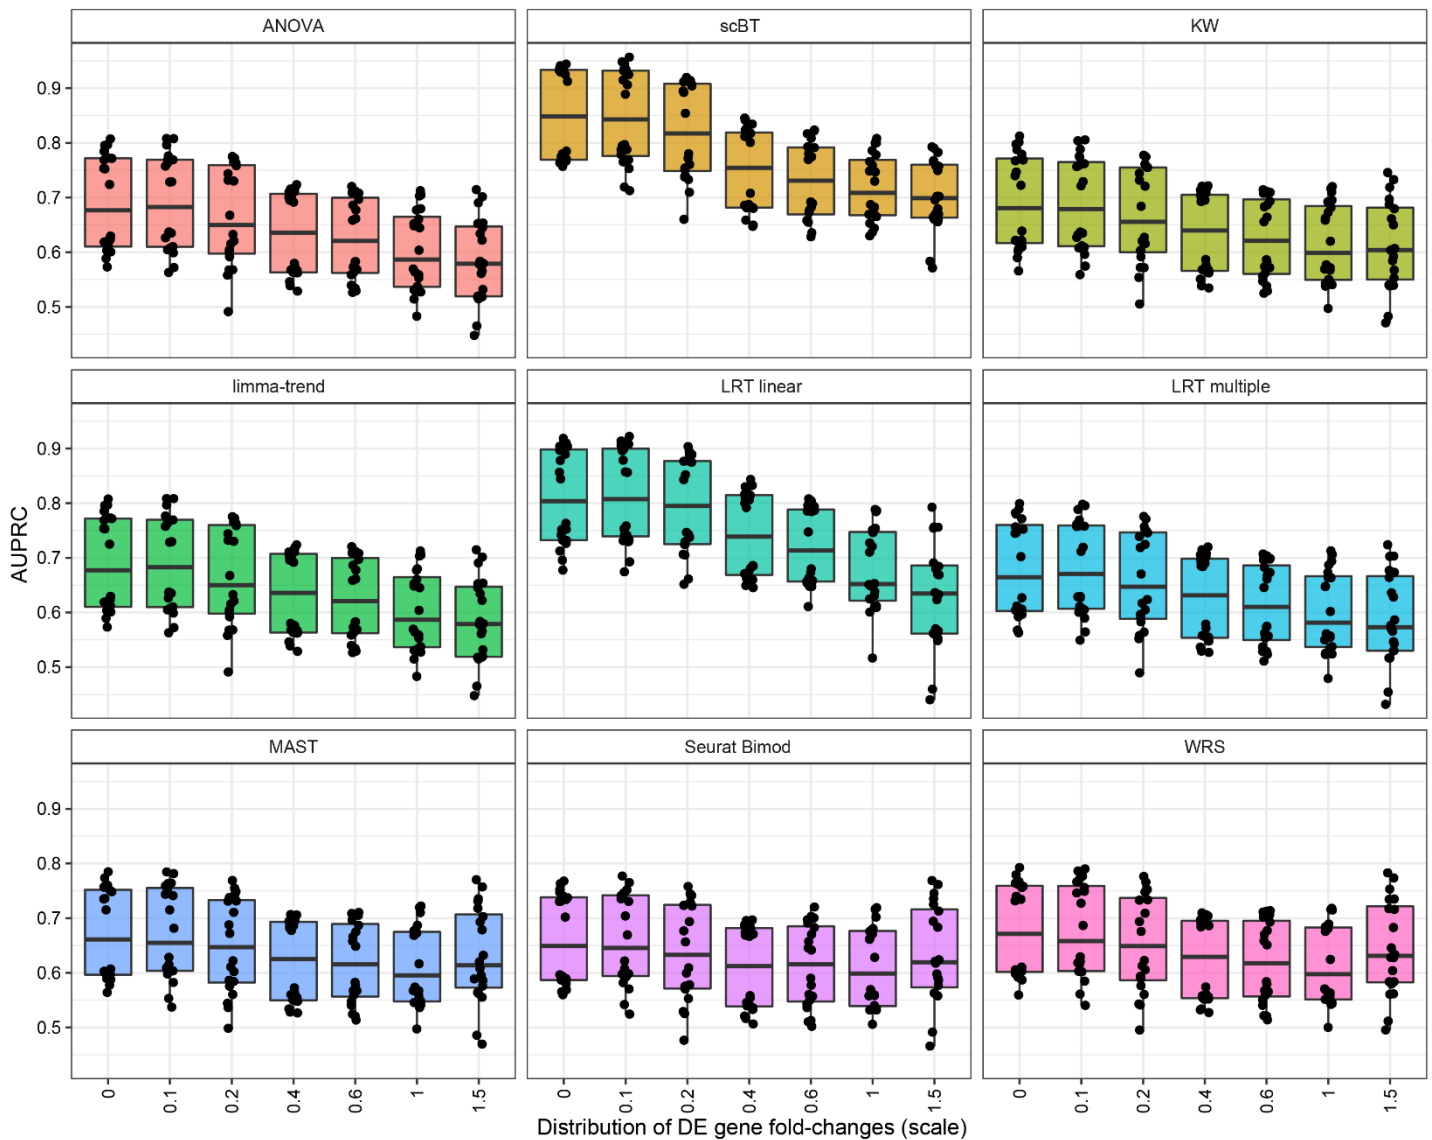 ANOVA
scBT
KW
0.9
0.8
0.7
0.6
0.5
limma-trend
LRT linear
LRT multiple
0.9
0.8
0.7
0.6
0.5
AUPRC
MAST
Seurat Bimod
WRS
0.9
0.8
0.7
0.6
0.5
0 0.1 0.2 0.4 0.6 1 1.5
0 0.1 0.2 0.4 0.6 1 1.5
0 0.1 0.2 0.4 0.6 1 1.5
Distribution of DE gene fold-changes (scale)